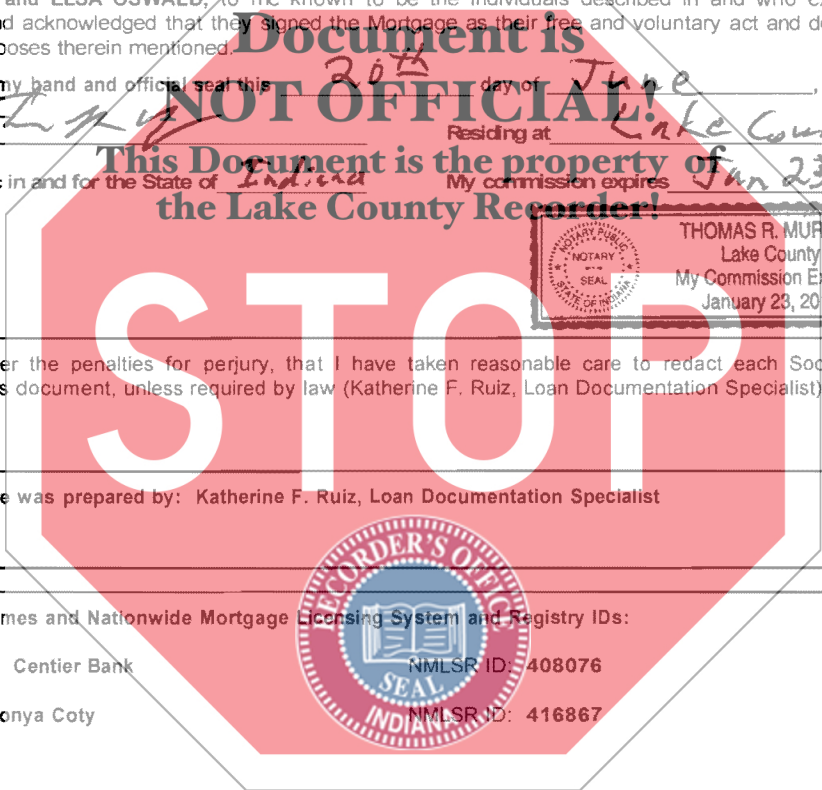 and ELSA OSWALD, to me known to be the individuals described in and who ex
d acknowledged that they signed the Mortgage as their free and voluntary act and de
poses therein mentioned.
Document is
my hand and official seal this 20th day of June
NOT OFFICIAL!
Residing at Lake Coun
This Document is the property of
in and for the State of Indiana My commission expires Jan 23
the Lake County Recorder!
THOMAS R. MUR
Lake County
My Commission Ex
January 23, 20
NOTARY PUBLIC
NOTARY
SEAL
STATE OF INDIANA
STOP
er the penalties for perjury, that I have taken reasonable care to redact each Soc
s document, unless required by law (Katherine F. Ruiz, Loan Documentation Specialist)
e was prepared by: Katherine F. Ruiz, Loan Documentation Specialist
RECORDER'S OFFICE
SEAL
INDIANA
mes and Nationwide Mortgage Licensing System and Registry IDs:
Centier Bank NMLSR ID: 408076
onya Coty NMLSR ID: 416867